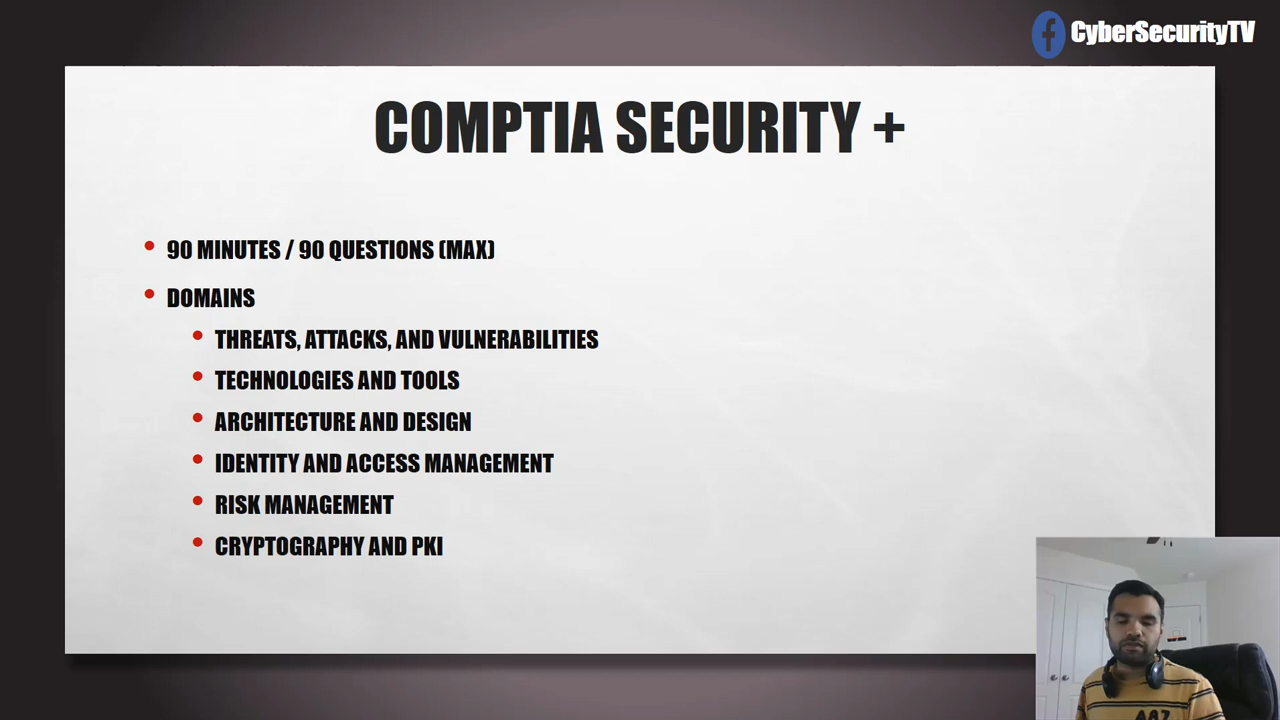 CyberSecurityTV
COMPTIA SECURITY +
90 MINUTES / 90 QUESTIONS (MAX)
DOMAINS
THREATS, ATTACKS, AND VULNERABILITIES
TECHNOLOGIES AND TOOLS
ARCHITECTURE AND DESIGN
IDENTITY AND ACCESS MANAGEMENT
RISK MANAGEMENT
CRYPTOGRAPHY AND PKI